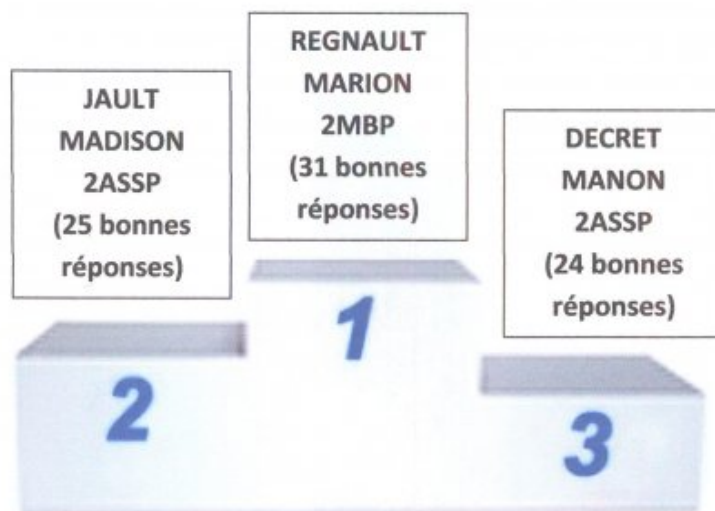 JAULT
MADISON
2ASSP
(25 bonnes
réponses)
REGNAULT
MARION
2MBP
(31 bonnes
réponses)
DECRET
MANON
2ASSP
(24 bonnes
réponses)
2
1
3